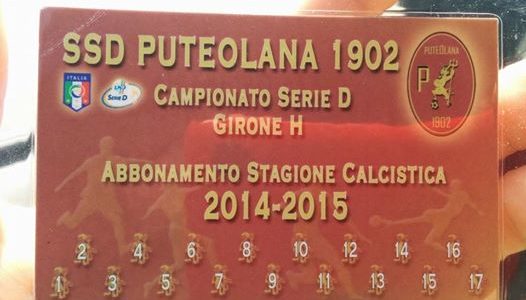 SSD PUTEOLANA 1902
PUTEOLANA
P
1902
ITALIA
SERIE D
CAMPIONATO SERIE D
GIRONE H
ABBONAMENTO STAGIONE CALCISTICA
2014-2015
2 4 6 8 10 12 14 16
1 3 5 7 9 11 13 15 17